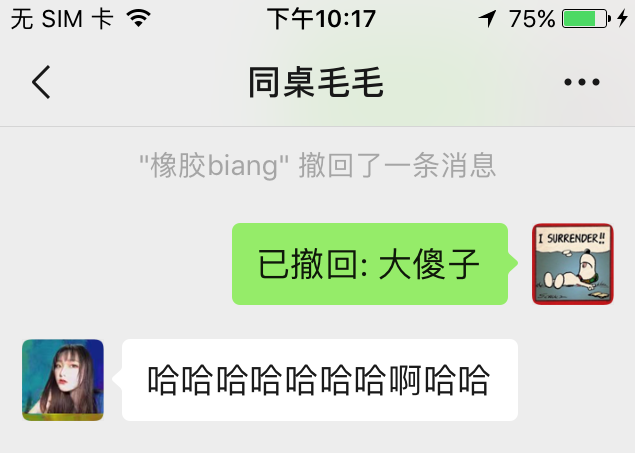 无 SIM 卡 下午10:17 75%
同桌毛毛
"橡胶biang" 撤回了一条消息
已撤回: 大傻子
I SURRENDER!!
哈哈哈哈哈哈哈啊哈哈